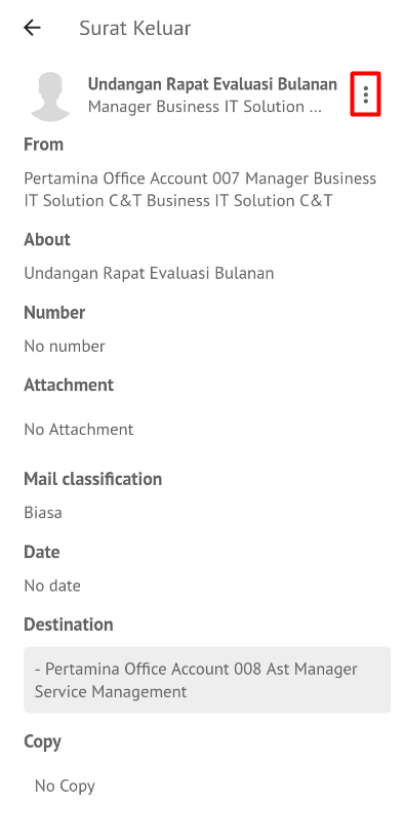 Surat Keluar
Undangan Rapat Evaluasi Bulanan
Manager Business IT Solution ...
From
Pertamina Office Account 007 Manager Business
IT Solution C&T Business IT Solution C&T
About
Undangan Rapat Evaluasi Bulanan
Number
No number
Attachment
No Attachment
Mail classification
Biasa
Date
No date
Destination
- Pertamina Office Account 008 Ast Manager
Service Management
Copy
No Copy